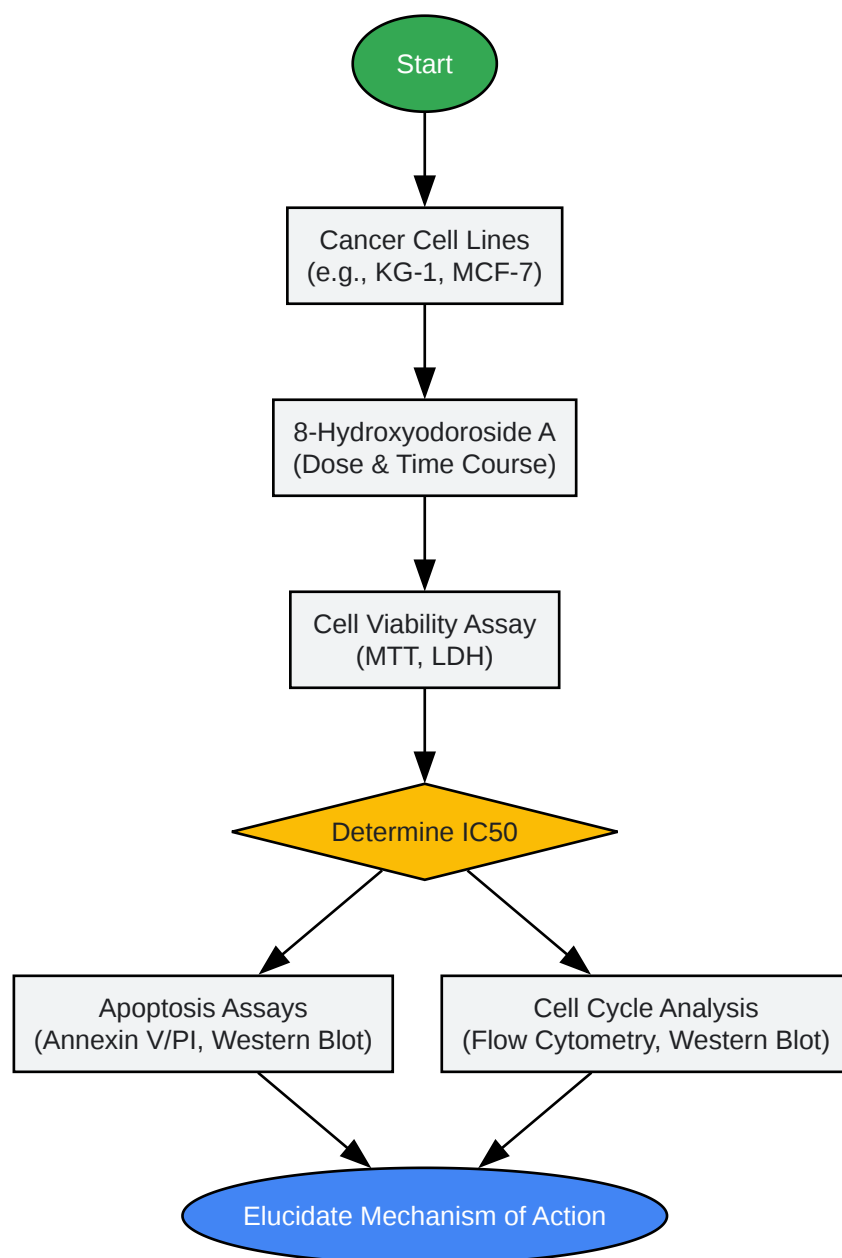 Start
Cancer Cell Lines
(e.g., KG-1, MCF-7)
8-Hydroxyodoroside A
(Dose & Time Course)
Cell Viability Assay
(MTT, LDH)
Determine IC50
Apoptosis Assays
(Annexin V/PI, Western Blot)
Cell Cycle Analysis
(Flow Cytometry, Western Blot)
Elucidate Mechanism of Action